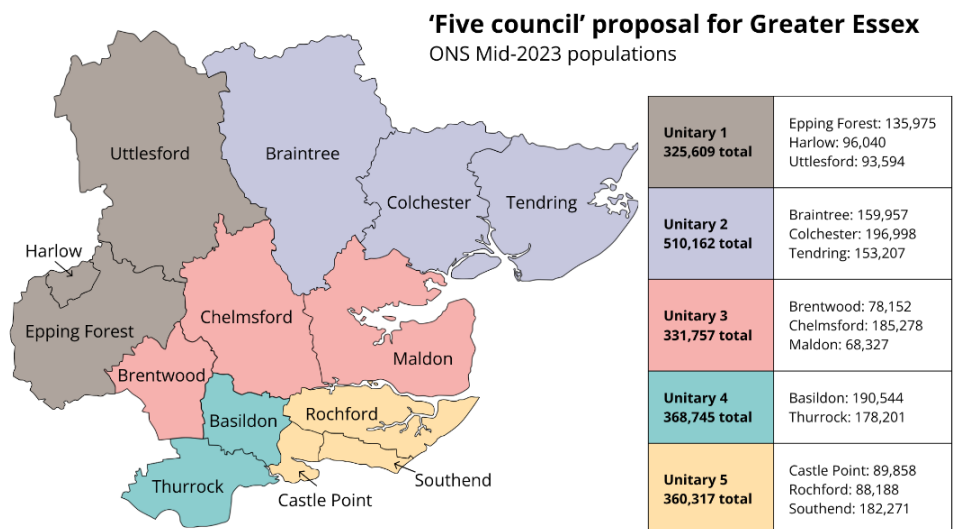 ‘Five council’ proposal for Greater Essex
ONS Mid-2023 populations
Uttlesford
Braintree
Colchester
Tendring
Harlow
Epping Forest
Chelmsford
Maldon
Brentwood
Basildon
Rochford
Thurrock
Castle Point
Southend
Unitary 1
325,609 total
Epping Forest: 135,975
Harlow: 96,040
Uttlesford: 93,594
Unitary 2
510,162 total
Braintree: 159,957
Colchester: 196,998
Tendring: 153,207
Unitary 3
331,757 total
Brentwood: 78,152
Chelmsford: 185,278
Maldon: 68,327
Unitary 4
368,745 total
Basildon: 190,544
Thurrock: 178,201
Unitary 5
360,317 total
Castle Point: 89,858
Rochford: 88,188
Southend: 182,271